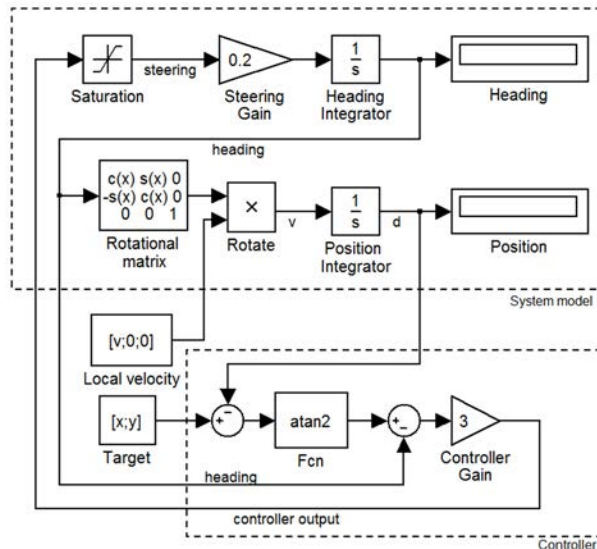 0.2
1
s
steering
Saturation
Steering
Gain
Heading
Integrator
Heading
heading
c(x) s(x) 0
-s(x) c(x) 0
0 0 1
×
1
s
v
d
Rotational
matrix
Rotate
Position
Integrator
Position
System model
[v;0;0]
Local velocity
[x;y]
+
−
atan2
+
−
3
Target
Fcn
Controller
Gain
heading
controller output
Controller